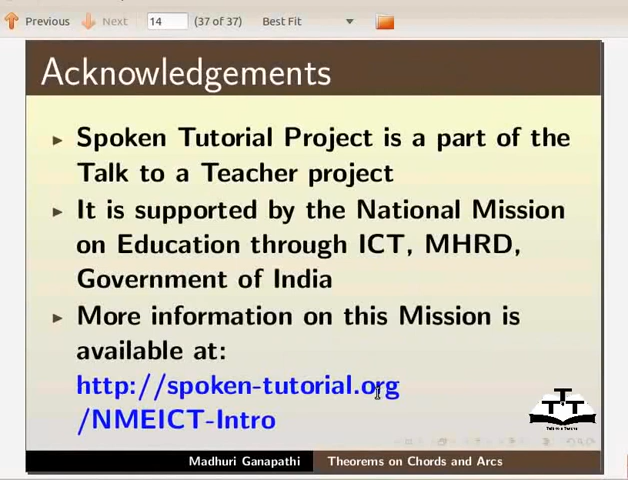 Previous Next 14 (37 of 37) Best Fit
Acknowledgements
Spoken Tutorial Project is a part of the
Talk to a Teacher project
It is supported by the National Mission
on Education through ICT, MHRD,
Government of India
More information on this Mission is
available at:
http://spoken-tutorial.org
/NMEICT-Intro
Madhuri Ganapathi Theorems on Chords and Arcs